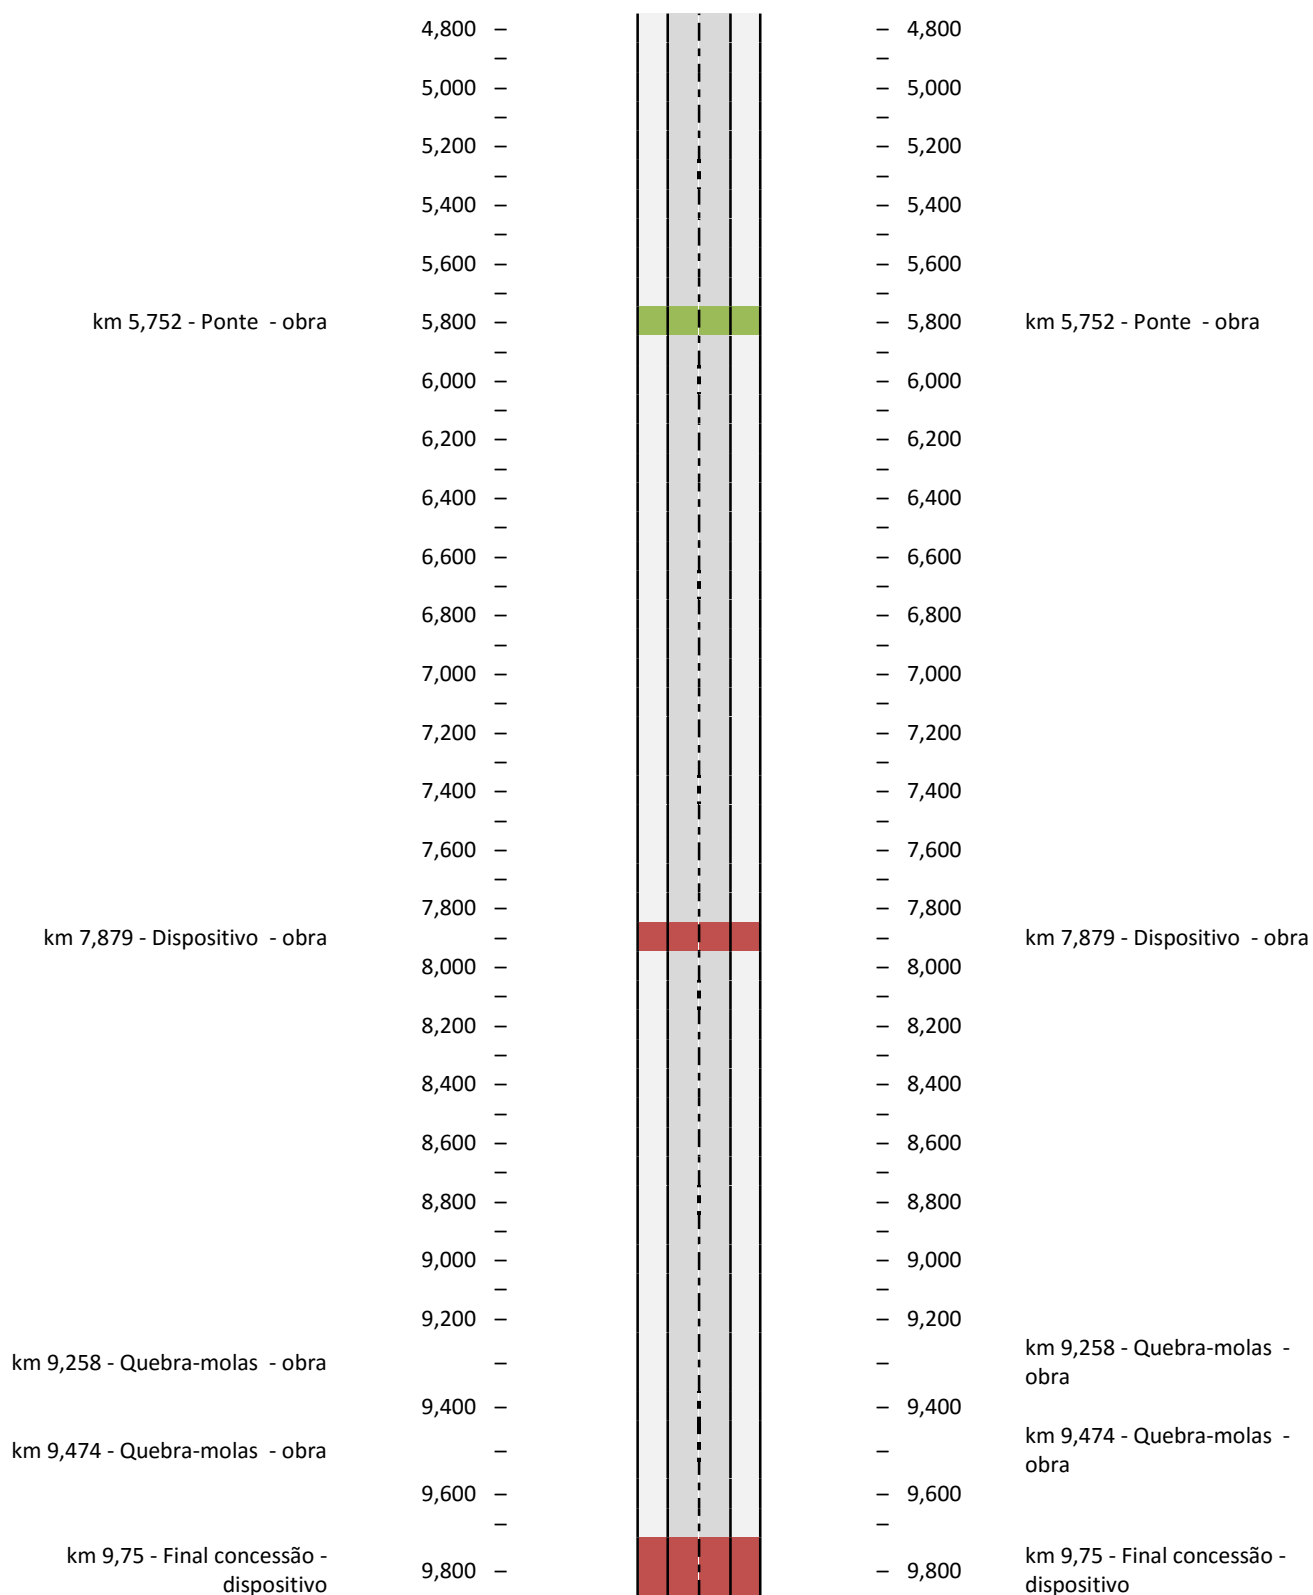 4,800 – – 4,800
– –
5,000 – – 5,000
– –
5,200 – – 5,200
– –
5,400 – – 5,400
– –
5,600 – – 5,600
– –
km 5,752 - Ponte - obra 5,800 – – 5,800 km 5,752 - Ponte - obra
– –
6,000 – – 6,000
– –
6,200 – – 6,200
– –
6,400 – – 6,400
– –
6,600 – – 6,600
– –
6,800 – – 6,800
– –
7,000 – – 7,000
– –
7,200 – – 7,200
– –
7,400 – – 7,400
– –
7,600 – – 7,600
– –
7,800 – – 7,800
km 7,879 - Dispositivo - obra – – km 7,879 - Dispositivo - obra
8,000 – – 8,000
– –
8,200 – – 8,200
– –
8,400 – – 8,400
– –
8,600 – – 8,600
– –
8,800 – – 8,800
– –
9,000 – – 9,000
– –
9,200 – – 9,200
km 9,258 - Quebra-molas - obra – – km 9,258 - Quebra-molas -
obra
9,400 – – 9,400
km 9,474 - Quebra-molas - obra – – km 9,474 - Quebra-molas -
obra
9,600 – – 9,600
– –
km 9,75 - Final concessão -
dispositivo
9,800 – – 9,800
km 9,75 - Final concessão -
dispositivo